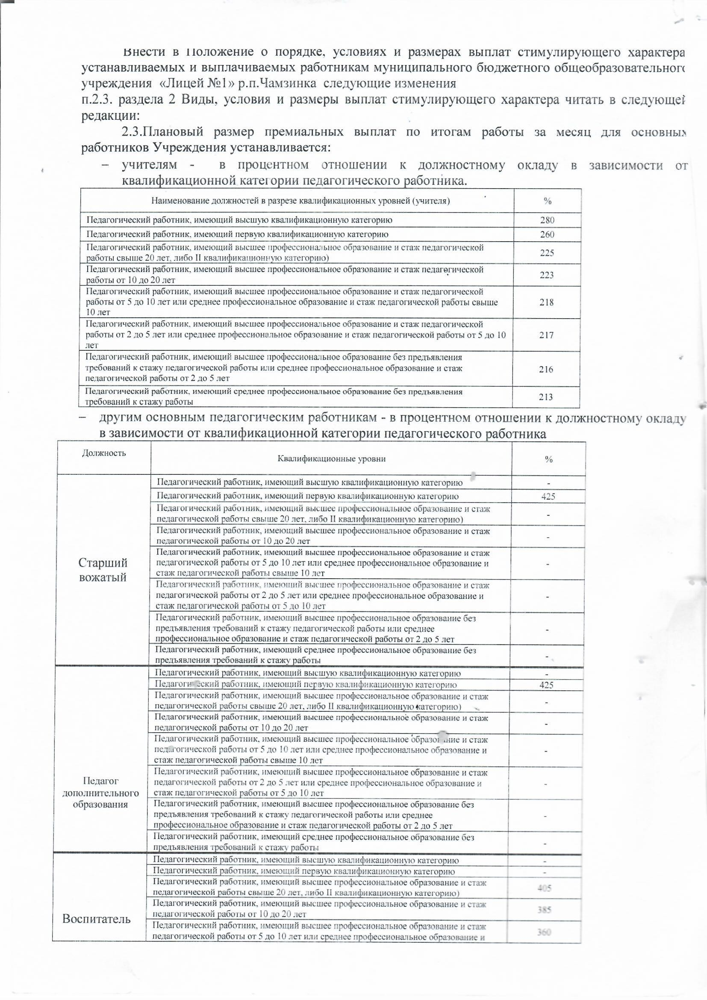 Внести в Положение о порядке, условиях и размерах выплат стимулирующего характера
устанавливаемых и выплачиваемых работникам муниципального бюджетного общеобразовательног
учреждения «Лицей №1» р.п.Чамзинка следующие изменения
п.2.3. раздела 2 Виды, условия и размеры выплат стимулирующего характера читать в следующей
редакции:
2.3.Плановый размер премиальных выплат по итогам работы за месяц для основных
работников Учреждения устанавливается:
– учителям - в процентном отношении к должностному окладу в зависимости от
квалификационной категории педагогического работника.
Наименование должностей в разрезе квалификационных уровней (учителя) %
Педагогический работник, имеющий высшую квалификационную категорию 280
Педагогический работник, имеющий первую квалификационную категорию 260
Педагогический работник, имеющий высшее профессиональное образование и стаж педагогической
работы свыше 20 лет, либо II квалификационную категорию) 225
Педагогический работник, имеющий высшее профессиональное образование и стаж педагогической
работы от 10 до 20 лет 223
Педагогический работник, имеющий высшее профессиональное образование и стаж педагогической
работы от 5 до 10 лет или среднее профессиональное образование и стаж педагогической работы свыше 218
10 лет
Педагогический работник, имеющий высшее профессиональное образование и стаж педагогической
работы от 2 до 5 лет или среднее профессиональное образование и стаж педагогической работы от 5 до 10 217
лет
Педагогический работник, имеющий высшее профессиональное образование без предъявления
требований к стажу педагогической работы или среднее профессиональное образование и стаж 216
педагогической работы от 2 до 5 лет
Педагогический работник, имеющий среднее профессиональное образование без предъявления
требований к стажу работы 213
– другим основным педагогическим работникам - в процентном отношении к должностному окладу
в зависимости от квалификационной категории педагогического работника
Должность Квалификационные уровни %
Старший
вожатый
Педагогический работник, имеющий высшую квалификационную категорию -
Педагогический работник, имеющий первую квалификационную категорию 425
Педагогический работник, имеющий высшее профессиональное образование и стаж
педагогической работы свыше 20 лет, либо II квалификационную категорию) -
Педагогический работник, имеющий высшее профессиональное образование и стаж
педагогической работы от 10 до 20 лет -
Педагогический работник, имеющий высшее профессиональное образование и стаж
педагогической работы от 5 до 10 лет или среднее профессиональное образование и -
стаж педагогической работы свыше 10 лет
Педагогический работник, имеющий высшее профессиональное образование и стаж
педагогической работы от 2 до 5 лет или среднее профессиональное образование и -
стаж педагогической работы от 5 до 10 лет
Педагогический работник, имеющий высшее профессиональное образование без
предъявления требований к стажу педагогической работы или среднее -
профессиональное образование и стаж педагогической работы от 2 до 5 лет
Педагогический работник, имеющий среднее профессиональное образование без
предъявления требований к стажу работы -
Педагог
дополнительного
образования
Педагогический работник, имеющий высшую квалификационную категорию -
Педагогический работник, имеющий первую квалификационную категорию 425
Педагогический работник, имеющий высшее профессиональное образование и стаж
педагогической работы свыше 20 лет, либо II квалификационную категорию) -
Педагогический работник, имеющий высшее профессиональное образование и стаж
педагогической работы от 10 до 20 лет -
Педагогический работник, имеющий высшее профессиональное образование и стаж
педагогической работы от 5 до 10 лет или среднее профессиональное образование и -
стаж педагогической работы свыше 10 лет
Педагогический работник, имеющий высшее профессиональное образование и стаж
педагогической работы от 2 до 5 лет или среднее профессиональное образование и -
стаж педагогической работы от 5 до 10 лет
Педагогический работник, имеющий высшее профессиональное образование без
предъявления требований к стажу педагогической работы или среднее -
профессиональное образование и стаж педагогической работы от 2 до 5 лет
Педагогический работник, имеющий среднее профессиональное образование без
предъявления требований к стажу работы -
Воспитатель
Педагогический работник, имеющий высшую квалификационную категорию -
Педагогический работник, имеющий первую квалификационную категорию -
Педагогический работник, имеющий высшее профессиональное образование и стаж
педагогической работы свыше 20 лет, либо II квалификационную категорию) 405
Педагогический работник, имеющий высшее профессиональное образование и стаж
педагогической работы от 10 до 20 лет 385
Педагогический работник, имеющий высшее профессиональное образование и стаж
педагогической работы от 5 до 10 лет или среднее профессиональное образование и 360